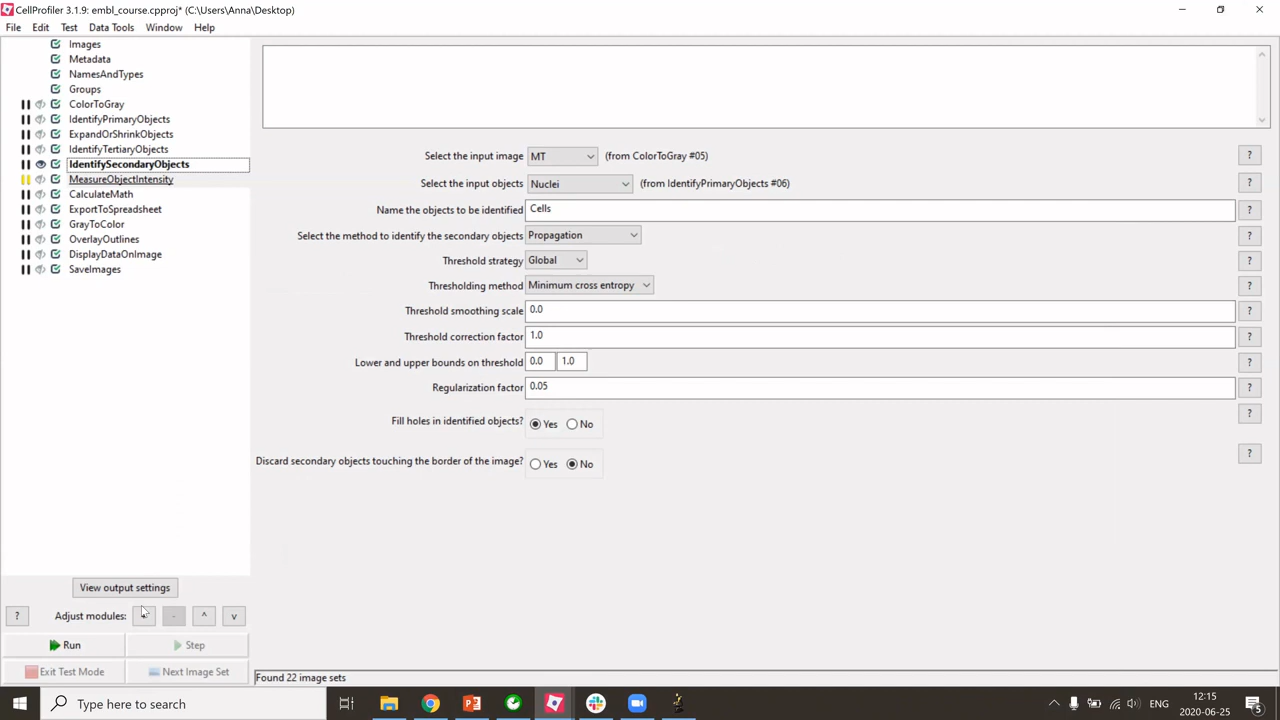 CellProfiler 3.1.9: embl_course.cpproj* (C:\Users\Anna\Desktop)
File Edit Test Data Tools Window Help
Images
Metadata
NamesAndTypes
Groups
ColorToGray
IdentifyPrimaryObjects
ExpandOrShrinkObjects
IdentifyTertiaryObjects
IdentifySecondaryObjects
MeasureObjectIntensity
CalculateMath
ExportToSpreadsheet
GrayToColor
OverlayOutlines
DisplayDataOnImage
SaveImages
Select the input image MT (from ColorToGray #05) ?
Select the input objects Nuclei (from IdentifyPrimaryObjects #06) ?
Name the objects to be identified Cells ?
Select the method to identify the secondary objects Propagation ?
Threshold strategy Global ?
Thresholding method Minimum cross entropy ?
Threshold smoothing scale 0.0 ?
Threshold correction factor 1.0 ?
Lower and upper bounds on threshold 0.0 1.0 ?
Regularization factor 0.05 ?
Fill holes in identified objects? Yes No ?
Discard secondary objects touching the border of the image? Yes No ?
View output settings
? Adjust modules: + - ^ v
Run Step
Exit Test Mode Next Image Set
Found 22 image sets
Type here to search
ENG
12:15
2020-06-25